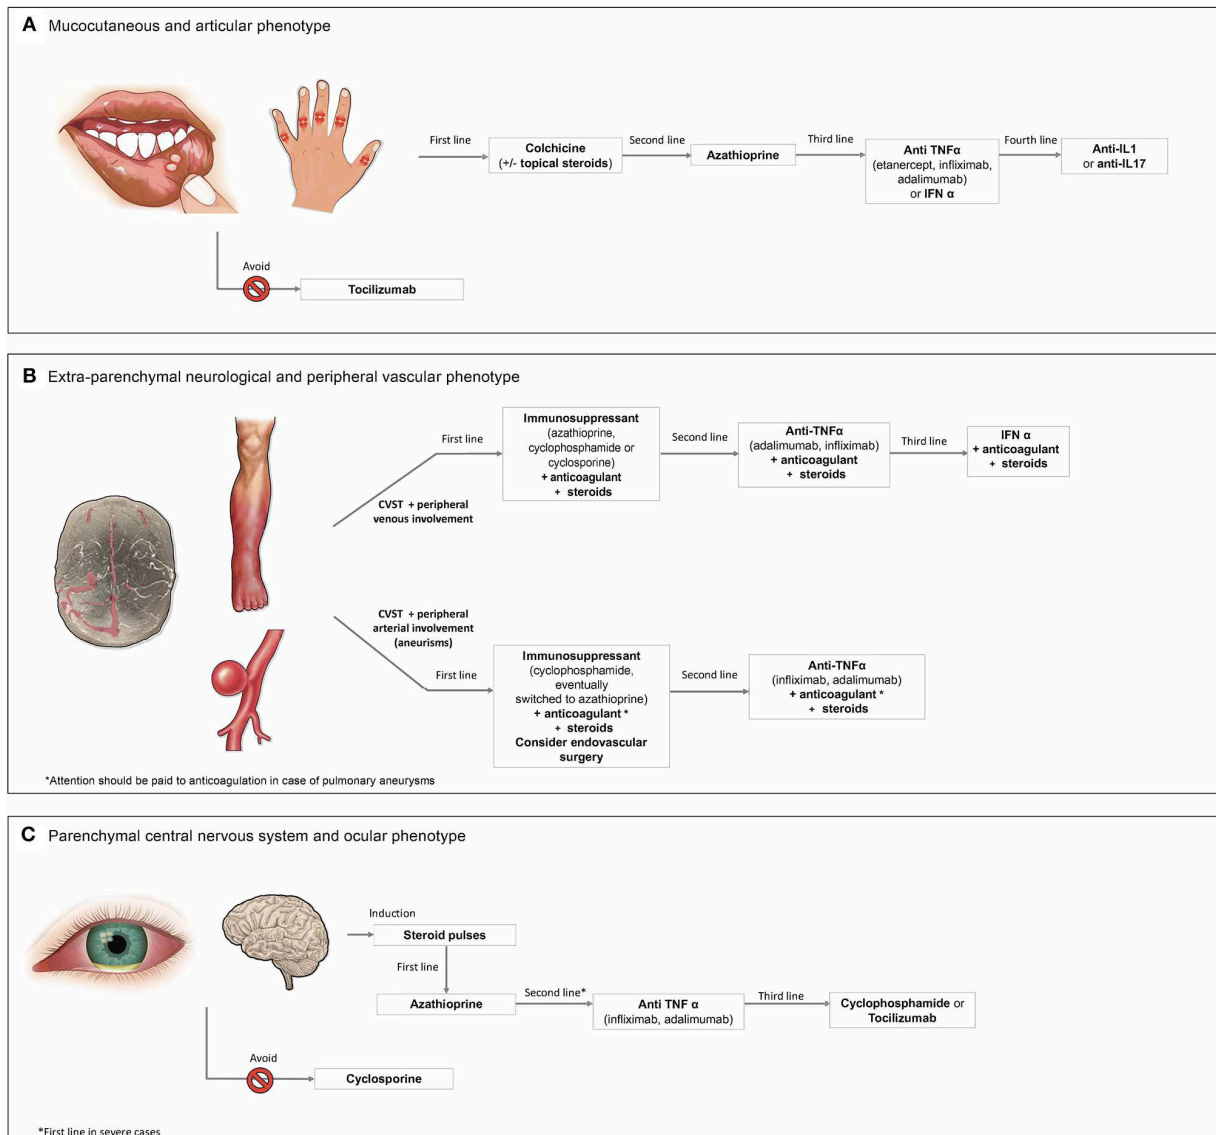 A Mucocutaneous and articular phenotype
First line
Colchicine
(+/- topical steroids)
Second line
Azathioprine
Third line
Anti TNFα
(etanercept, infliximab,
adalimumab)
or IFN α
Fourth line
Anti-IL1
or anti-IL17
Avoid
Tocilizumab
B Extra-parenchymal neurological and peripheral vascular phenotype
CVST + peripheral
venous involvement
First line
Immunosuppressant
(azathioprine,
cyclophosphamide or
cyclosporine)
+ anticoagulant
+ steroids
Second line
Anti-TNFα
(adalimumab, infliximab)
+ anticoagulant
+ steroids
Third line
IFN α
+ anticoagulant
+ steroids
CVST + peripheral
arterial involvement
(aneurisms)
First line
Immunosuppressant
(cyclophosphamide,
eventually
switched to azathioprine)
+ anticoagulant *
+ steroids
Consider endovascular
surgery
Second line
Anti-TNFα
(infliximab, adalimumab)
+ anticoagulant *
+ steroids
*Attention should be paid to anticoagulation in case of pulmonary aneurysms
C Parenchymal central nervous system and ocular phenotype
Induction
Steroid pulses
First line
Azathioprine
Second line*
Anti TNF α
(infliximab, adalimumab)
Third line
Cyclophosphamide or
Tocilizumab
Avoid
Cyclosporine
*First line in severe cases